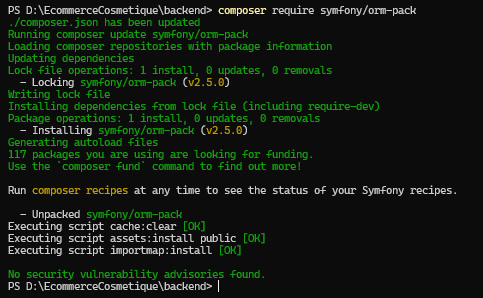 PS D:\EcommerceCosmetique\backend> composer require symfony/orm-pack
./composer.json has been updated
Running composer update symfony/orm-pack
Loading composer repositories with package information
Updating dependencies
Lock file operations: 1 install, 0 updates, 0 removals
  - Locking symfony/orm-pack (v2.5.0)
Writing lock file
Installing dependencies from lock file (including require-dev)
Package operations: 1 install, 0 updates, 0 removals
  - Installing symfony/orm-pack (v2.5.0)
Generating autoload files
117 packages you are using are looking for funding.
Use the `composer fund` command to find out more!

Run composer recipes at any time to see the status of your Symfony recipes.

  - Unpacked symfony/orm-pack
Executing script cache:clear [OK]
Executing script assets:install public [OK]
Executing script importmap:install [OK]

No security vulnerability advisories found.
PS D:\EcommerceCosmetique\backend>